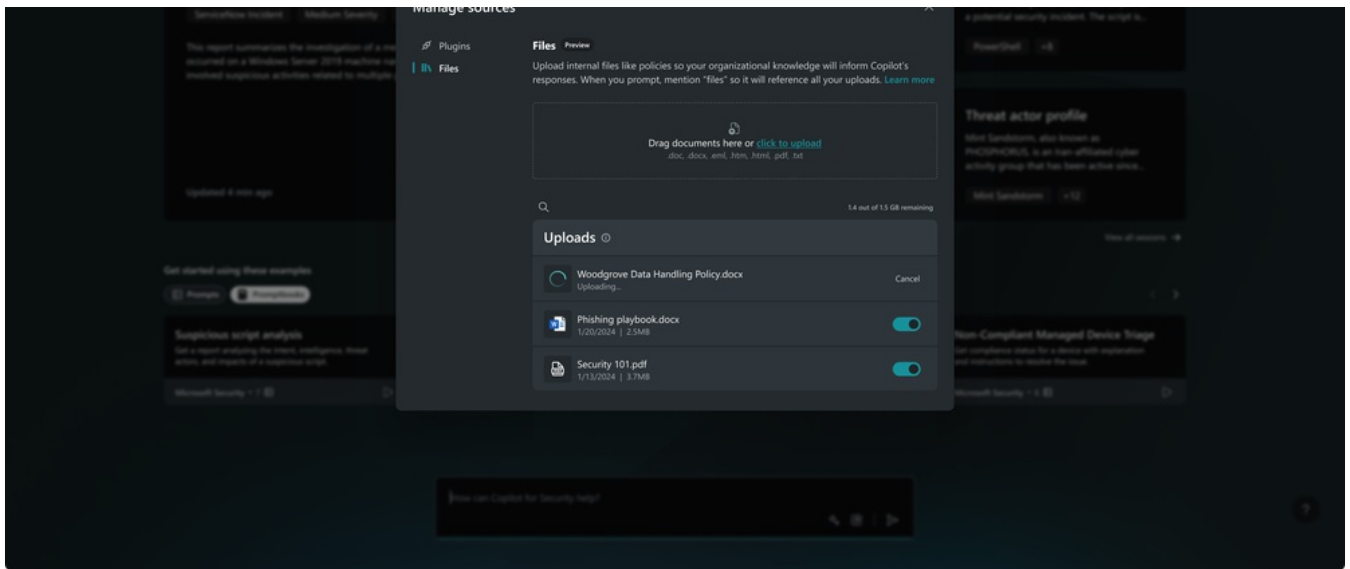 Manage sources
Plugins
Files
Files Preview
Upload internal files like policies so your organizational knowledge will inform Copilot's
responses. When you prompt, mention "files" so it will reference all your uploads. Learn more
Drag documents here or click to upload
.doc, .docx, .eml, .htm, .html, .pdf, .txt
1.4 out of 1.5 GB remaining
Uploads
Woodgrove Data Handling Policy.docx
Uploading...
Cancel
Phishing playbook.docx
1/20/2024 | 2.5MB
Security 101.pdf
1/13/2024 | 3.7MB
ServiceNow Incident Medium Severity
This report summarizes the investigation of a
occurred on a Windows Server 2019 machine
involved suspicious activities related to multiple
Updated 4 min ago
a potential security incident. The script is...
PowerShell +8
Threat actor profile
Mint Sandstorm, also known as
PHOSPHORUS, is an Iran-affiliated cyber
activity group that has been active since...
Mint Sandstorm +12
View all sessions
Get started using these examples
Prompts Promptbooks
Suspicious script analysis
Get a report analyzing the intent, intelligence, threat
actors, and impacts of a suspicious script.
Microsoft Security • 7
Non-Compliant Managed Device Triage
Get compliance status for a device with explanation
and instructions to resolve the issue.
Microsoft Security • 6
How can Copilot for Security help?
?